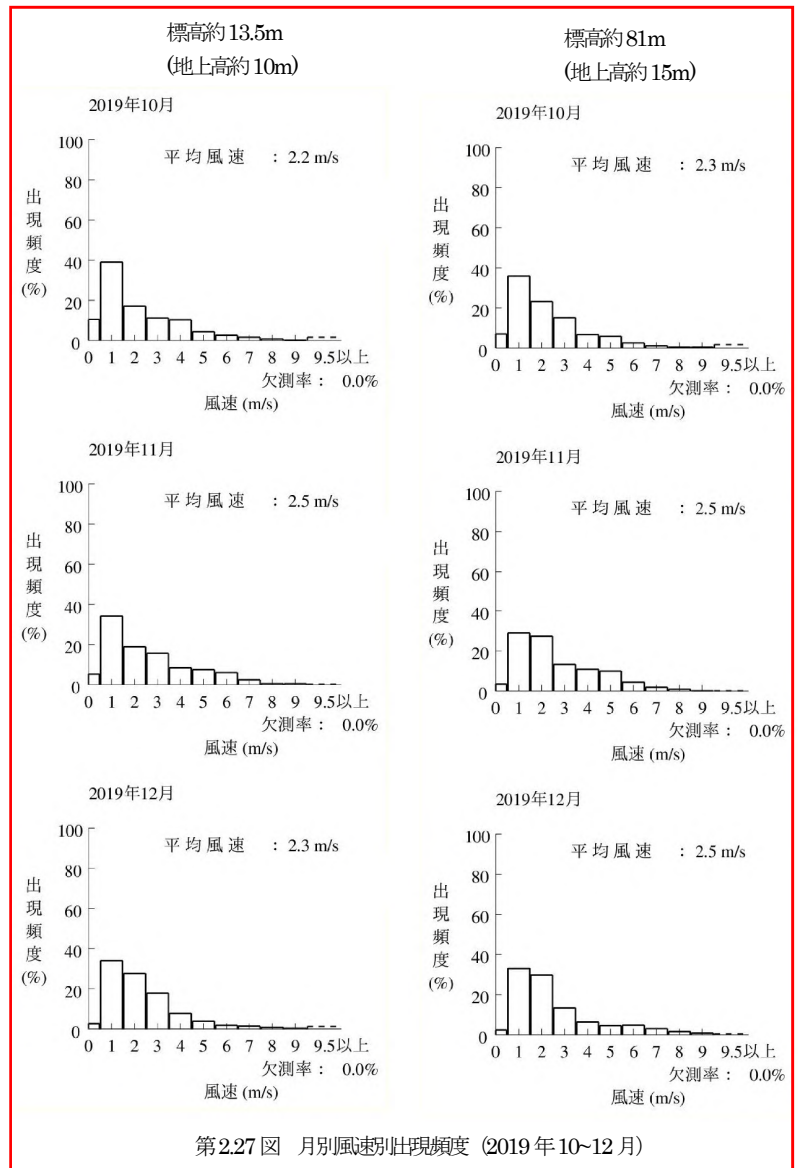 標高約13.5m
(地上高約10m)
標高約81m
(地上高約15m)
2019年10月
平均風速 : 2.2 m/s
出現頻度(%)
100
80
60
40
20
0
0 1 2 3 4 5 6 7 8 9 9.5以上
欠測率: 0.0%
風速 (m/s)
2019年10月
平均風速 : 2.3 m/s
出現頻度(%)
100
80
60
40
20
0
0 1 2 3 4 5 6 7 8 9 9.5以上
欠測率: 0.0%
風速 (m/s)
2019年11月
平均風速 : 2.5 m/s
出現頻度(%)
100
80
60
40
20
0
0 1 2 3 4 5 6 7 8 9 9.5以上
欠測率: 0.0%
風速 (m/s)
2019年11月
平均風速 : 2.5 m/s
出現頻度(%)
100
80
60
40
20
0
0 1 2 3 4 5 6 7 8 9 9.5以上
欠測率: 0.0%
風速 (m/s)
2019年12月
平均風速 : 2.3 m/s
出現頻度(%)
100
80
60
40
20
0
0 1 2 3 4 5 6 7 8 9 9.5以上
欠測率: 0.0%
風速 (m/s)
2019年12月
平均風速 : 2.5 m/s
出現頻度(%)
100
80
60
40
20
0
0 1 2 3 4 5 6 7 8 9 9.5以上
欠測率: 0.0%
風速 (m/s)
第2.27図 月別風速別出現頻度 (2019年10~12月)